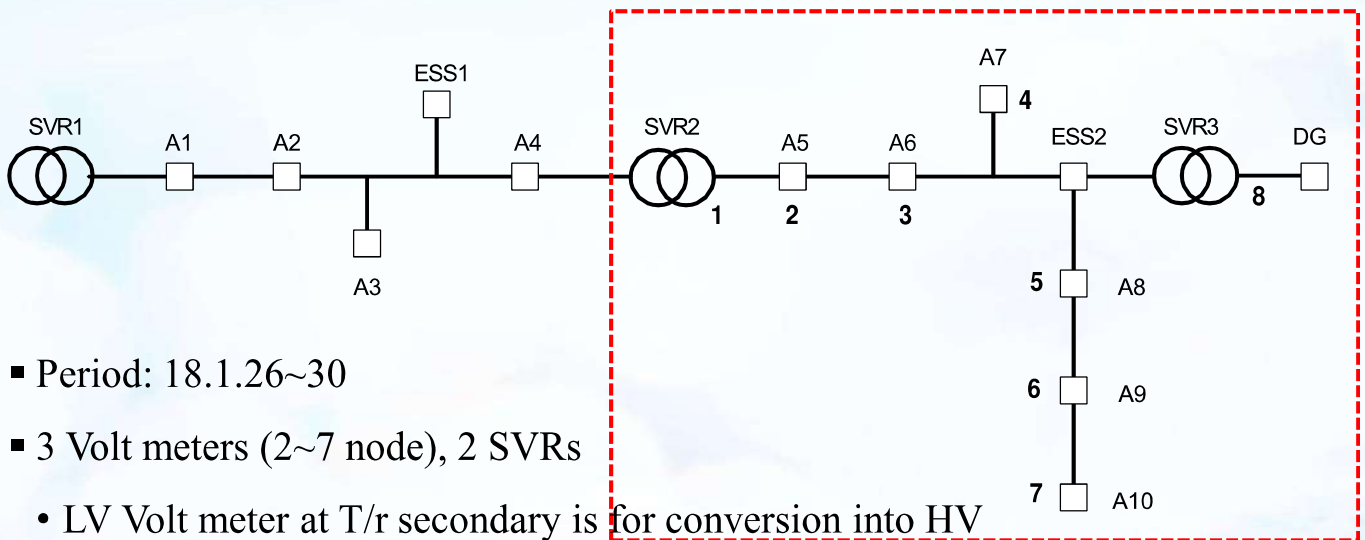 A7
4
ESS1
SVR1
A1
A2
A4
SVR2
A5
A6
ESS2
SVR3
DG
1
2
3
8
A3
5
A8
6
A9
7
A10
▪ Period: 18.1.26~30
▪ 3 Volt meters (2~7 node), 2 SVRs
• LV Volt meter at T/r secondary is for conversion into HV